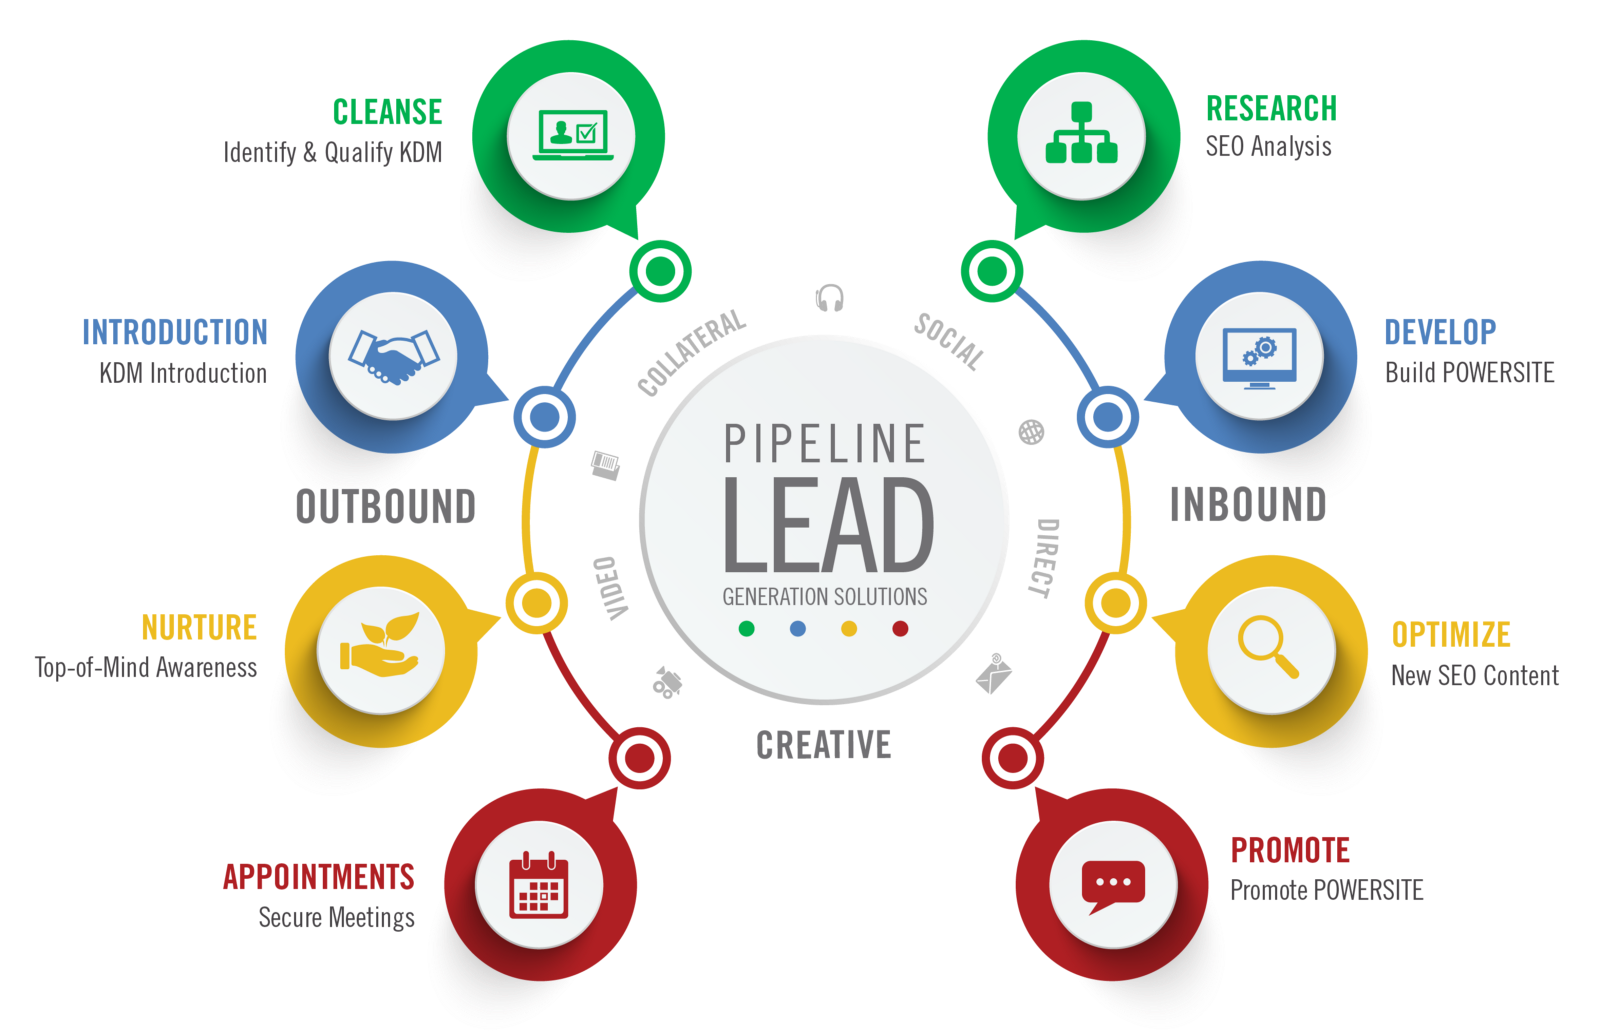 CLEANSE
Identify & Qualify KDM
INTRODUCTION
KDM Introduction
OUTBOUND
NURTURE
Top-of-Mind Awareness
APPOINTMENTS
Secure Meetings
COLLATERAL
SOCIAL
VIDEO
DIRECT
PIPELINE
LEAD
GENERATION SOLUTIONS
CREATIVE
RESEARCH
SEO Analysis
DEVELOP
Build POWERSITE
INBOUND
OPTIMIZE
New SEO Content
PROMOTE
Promote POWERSITE